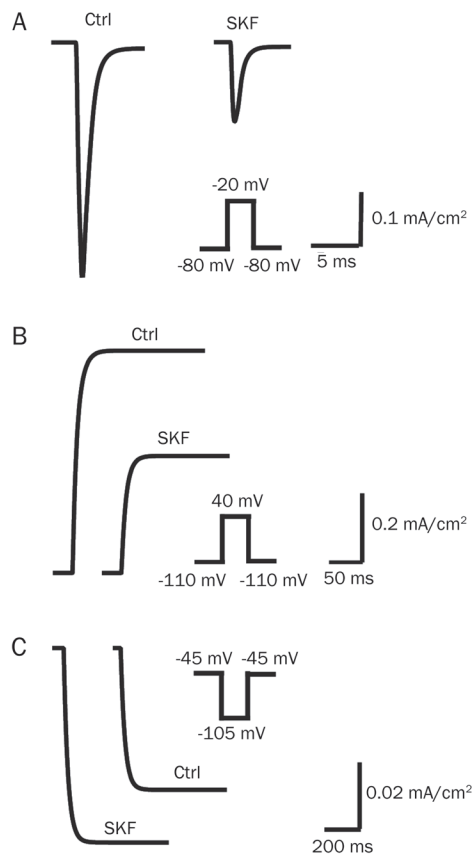 A
Ctrl
SKF
-20 mV
-80 mV -80 mV
0.1 mA/cm²
5 ms
B
Ctrl
SKF
40 mV
-110 mV -110 mV
0.2 mA/cm²
50 ms
C
-45 mV -45 mV
-105 mV
Ctrl
SKF
0.02 mA/cm²
200 ms